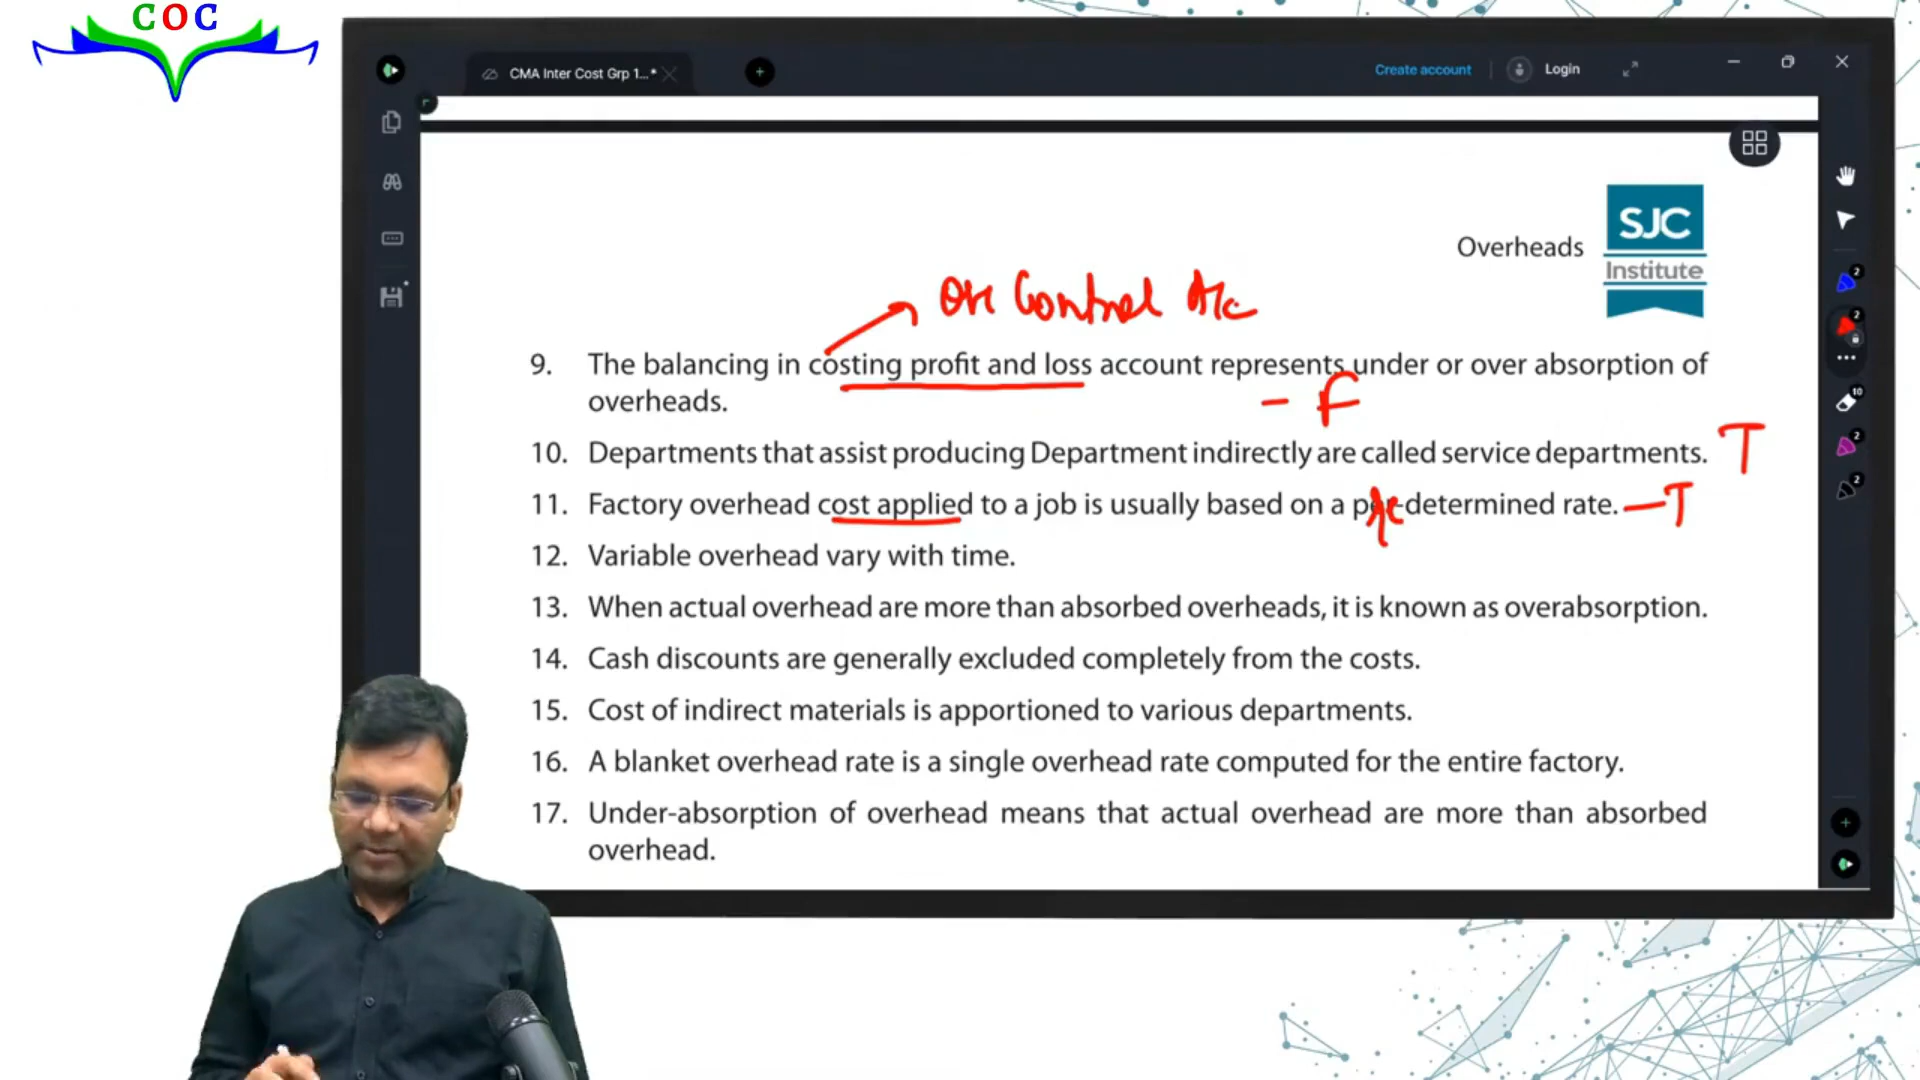 COC
CMA Inter Cost Grp 1...*
Create account
Login
SJC
Institute
Overheads
OH Control A/c
9. The balancing in costing profit and loss account represents under or over absorption of
overheads.
- F
10. Departments that assist producing Department indirectly are called service departments. T
11. Factory overhead cost applied to a job is usually based on a pre-determined rate. - T
12. Variable overhead vary with time.
13. When actual overhead are more than absorbed overheads, it is known as overabsorption.
14. Cash discounts are generally excluded completely from the costs.
15. Cost of indirect materials is apportioned to various departments.
16. A blanket overhead rate is a single overhead rate computed for the entire factory.
17. Under-absorption of overhead means that actual overhead are more than absorbed
overhead.
2
2
10
2
2